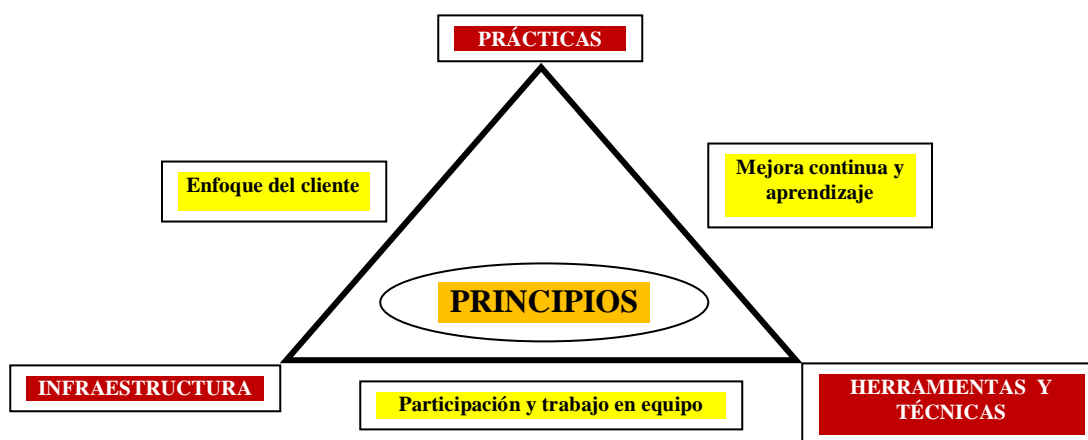 PRÁCTICAS
Enfoque del cliente
Mejora continua y
aprendizaje
PRINCIPIOS
INFRAESTRUCTURA
Participación y trabajo en equipo
HERRAMIENTAS Y
TÉCNICAS